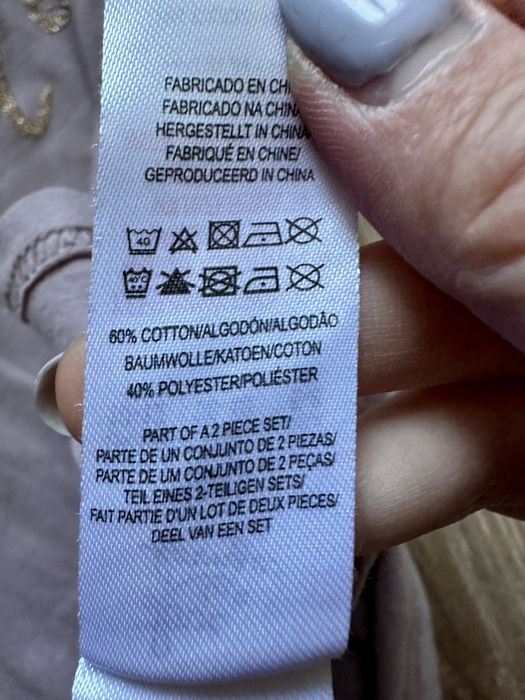 FABRICADO EN
FABRICADO NA CHINA
HERGESTELLT IN CHINA
FABRIQUÉ EN CHINE/
GEPRODUCEERD IN CHINA
40
40°C
60% COTTON/ALGODÓN/ALGODÃO
BAUMWOLLE/KATOEN/COTON
40% POLYESTER/POLIÉSTER
PART OF A 2 PIECE SET/
PARTE DE UN CONJUNTO DE 2 PIEZAS/
PARTE DE UM CONJUNTO DE 2 PEÇAS/
TEIL EINES 2-TEILIGEN SETS/
FAIT PARTIE D'UN LOT DE DEUX PIECES/
DEEL VAN EEN SET